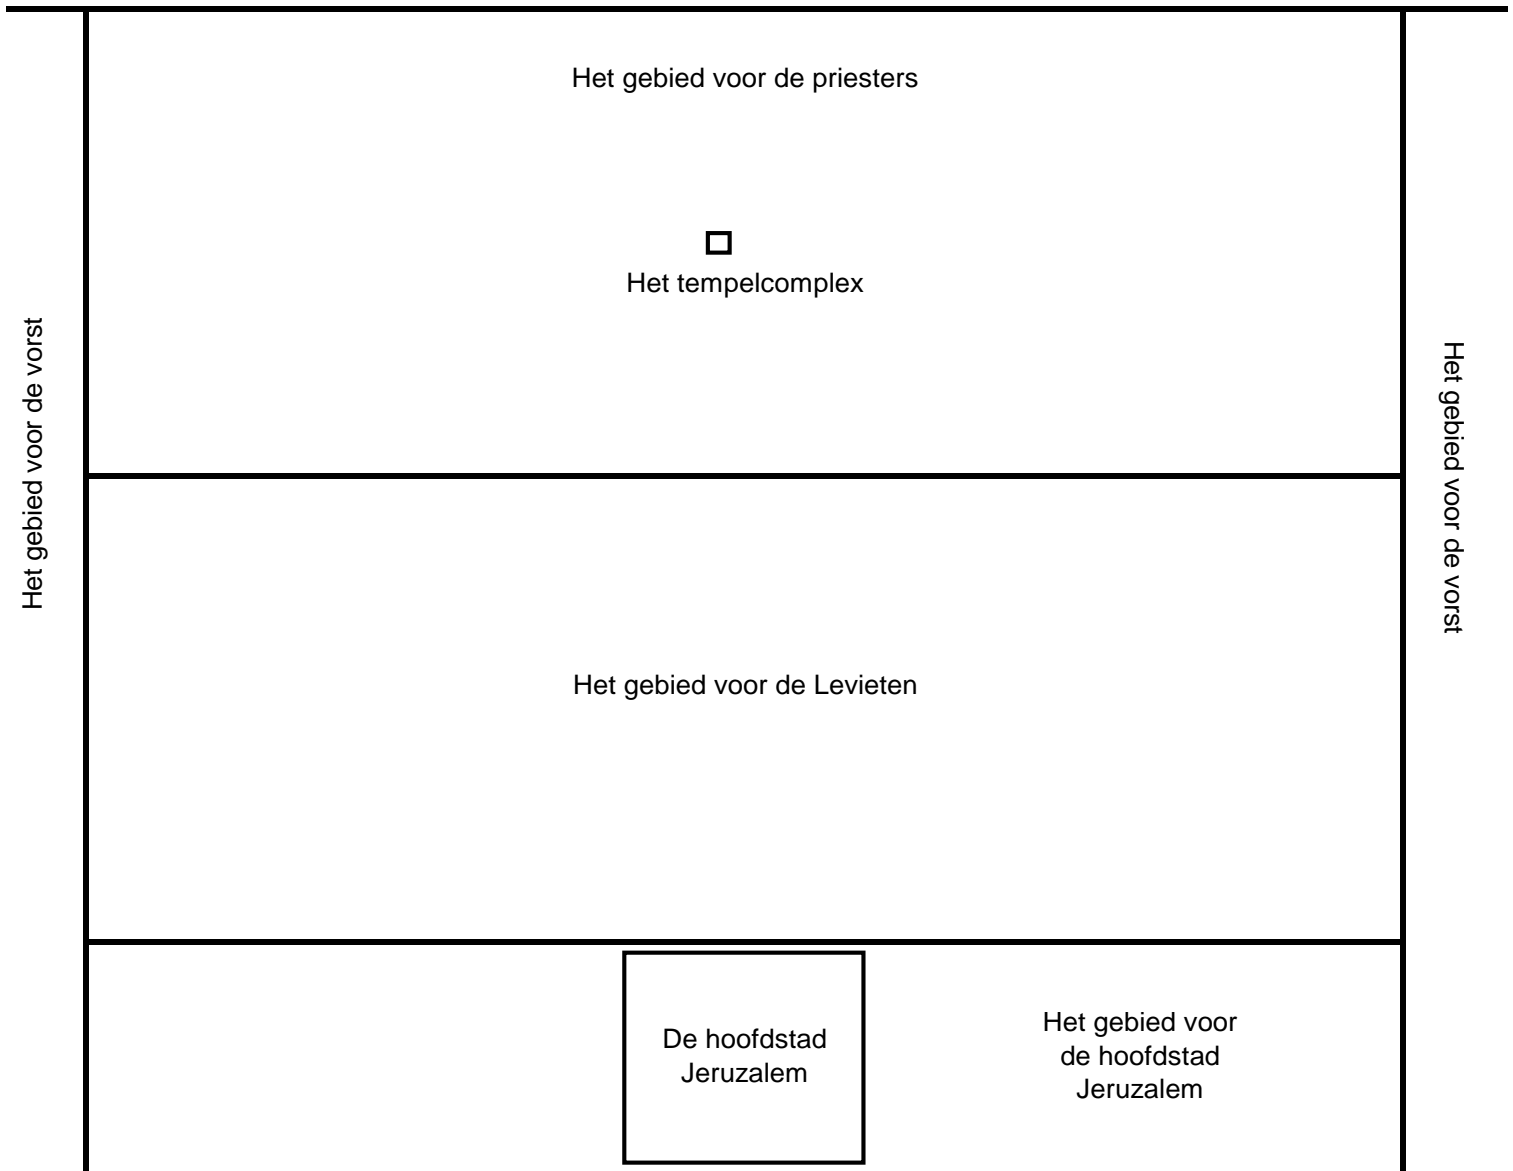 Het gebied voor de priesters
Het tempelcomplex
Het gebied voor de vorst
Het gebied voor de vorst
Het gebied voor de Levieten
De hoofdstad
Jeruzalem
Het gebied voor
de hoofdstad
Jeruzalem